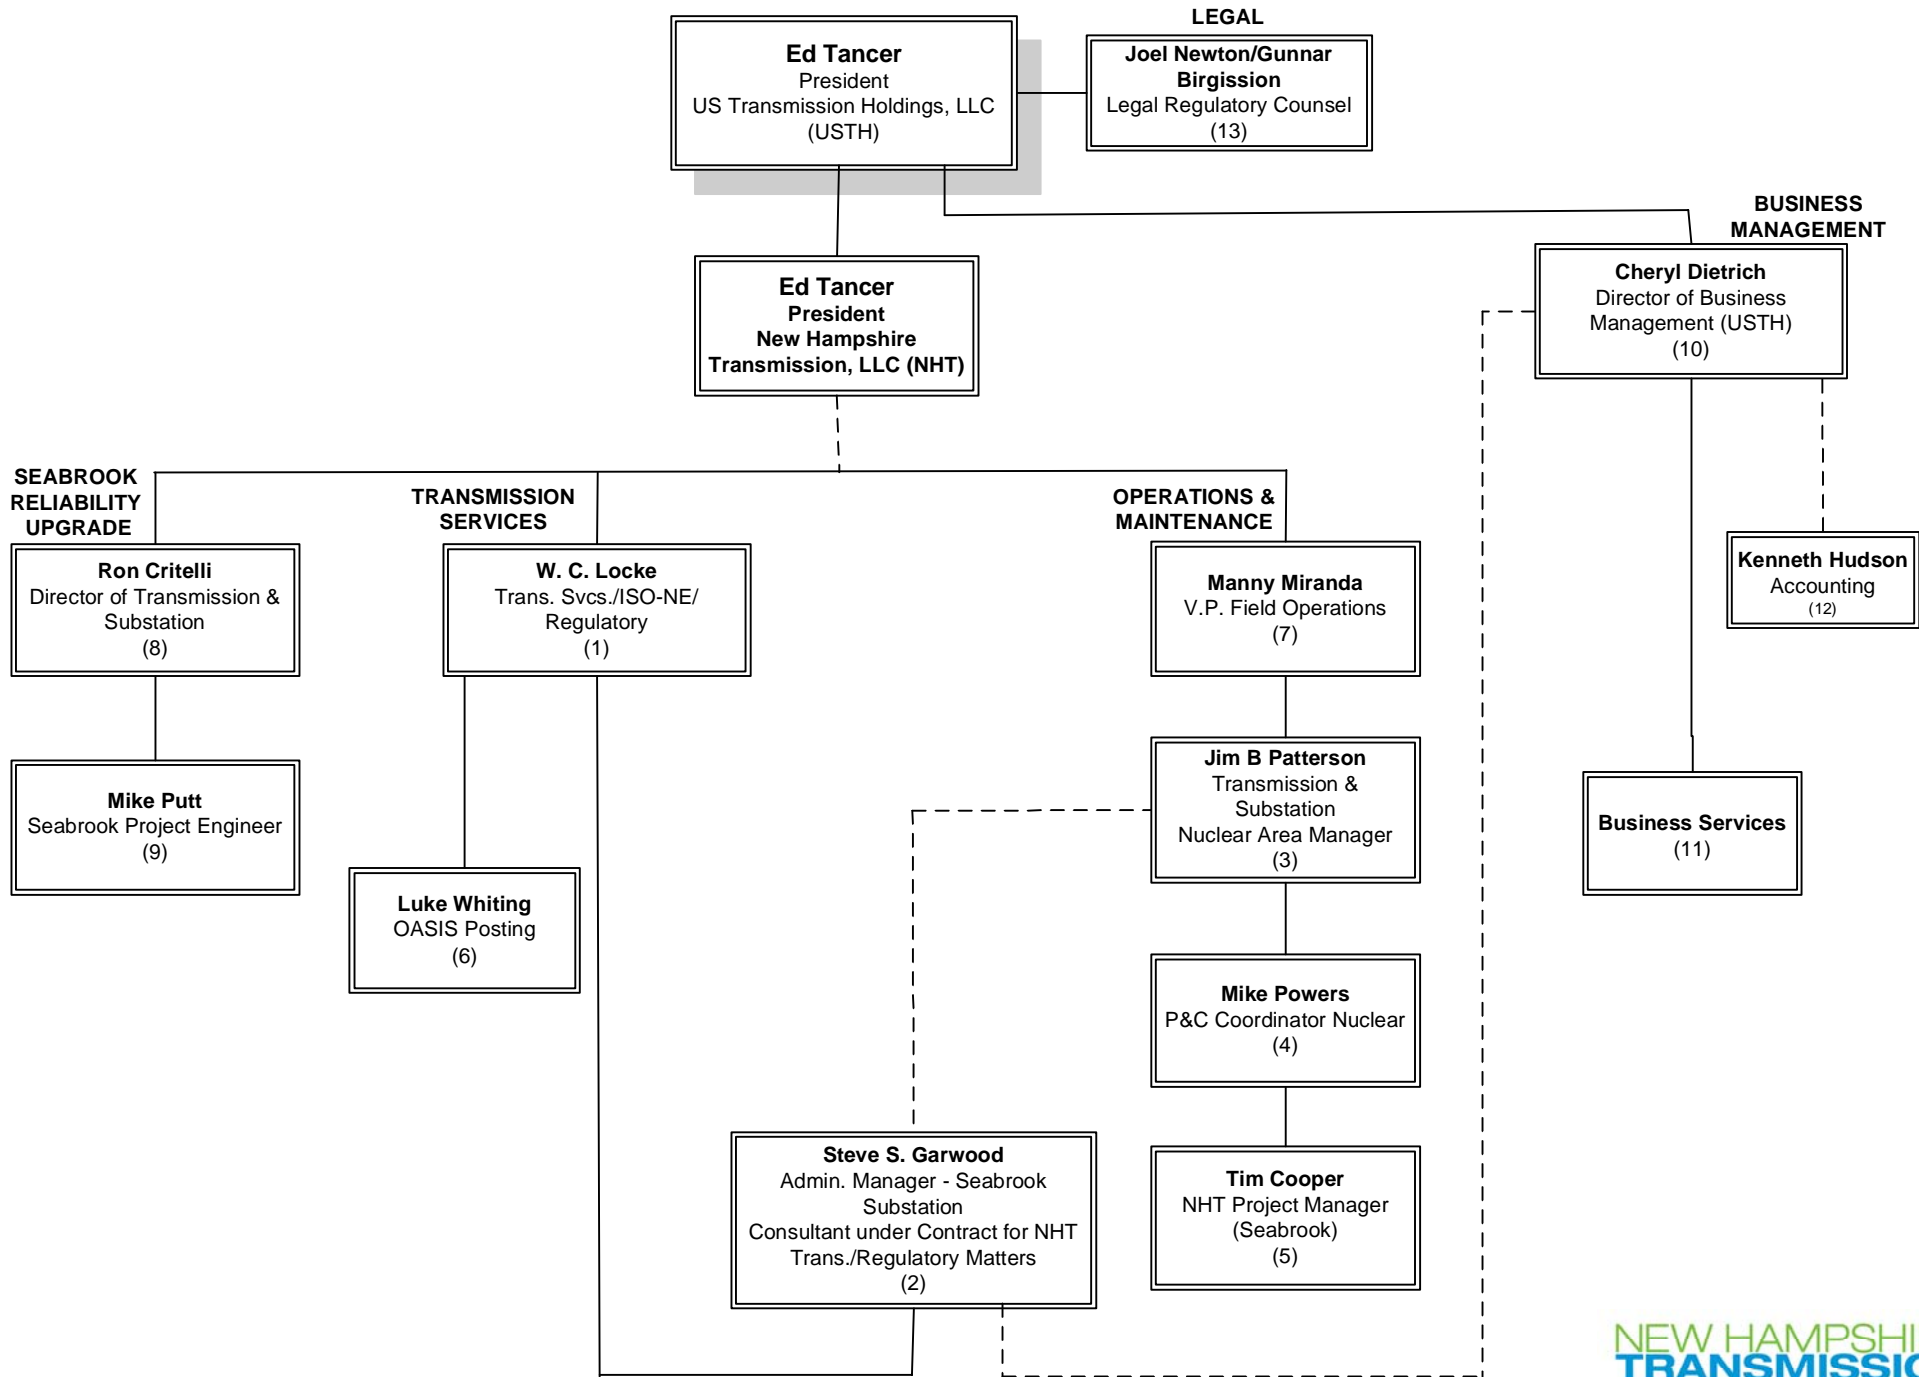 LEGAL
Ed Tancer
President
US Transmission Holdings, LLC
(USTH)
Joel Newton/Gunnar
Birgission
Legal Regulatory Counsel
(13)
BUSINESS
MANAGEMENT
Ed Tancer
President
New Hampshire
Transmission, LLC (NHT)
Cheryl Dietrich
Director of Business
Management (USTH)
(10)
SEABROOK
RELIABILITY
UPGRADE
TRANSMISSION
SERVICES
OPERATIONS &
MAINTENANCE
Ron Critelli
Director of Transmission &
Substation
(8)
W. C. Locke
Trans. Svcs./ISO-NE/
Regulatory
(1)
Manny Miranda
V.P. Field Operations
(7)
Kenneth Hudson
Accounting
(12)
Mike Putt
Seabrook Project Engineer
(9)
Jim B Patterson
Transmission &
Substation
Nuclear Area Manager
(3)
Business Services
(11)
Luke Whiting
OASIS Posting
(6)
Mike Powers
P&C Coordinator Nuclear
(4)
Steve S. Garwood
Admin. Manager - Seabrook
Substation
Consultant under Contract for NHT
Trans./Regulatory Matters
(2)
Tim Cooper
NHT Project Manager
(Seabrook)
(5)
NEW HAMPSHI
TRANSMISSIO